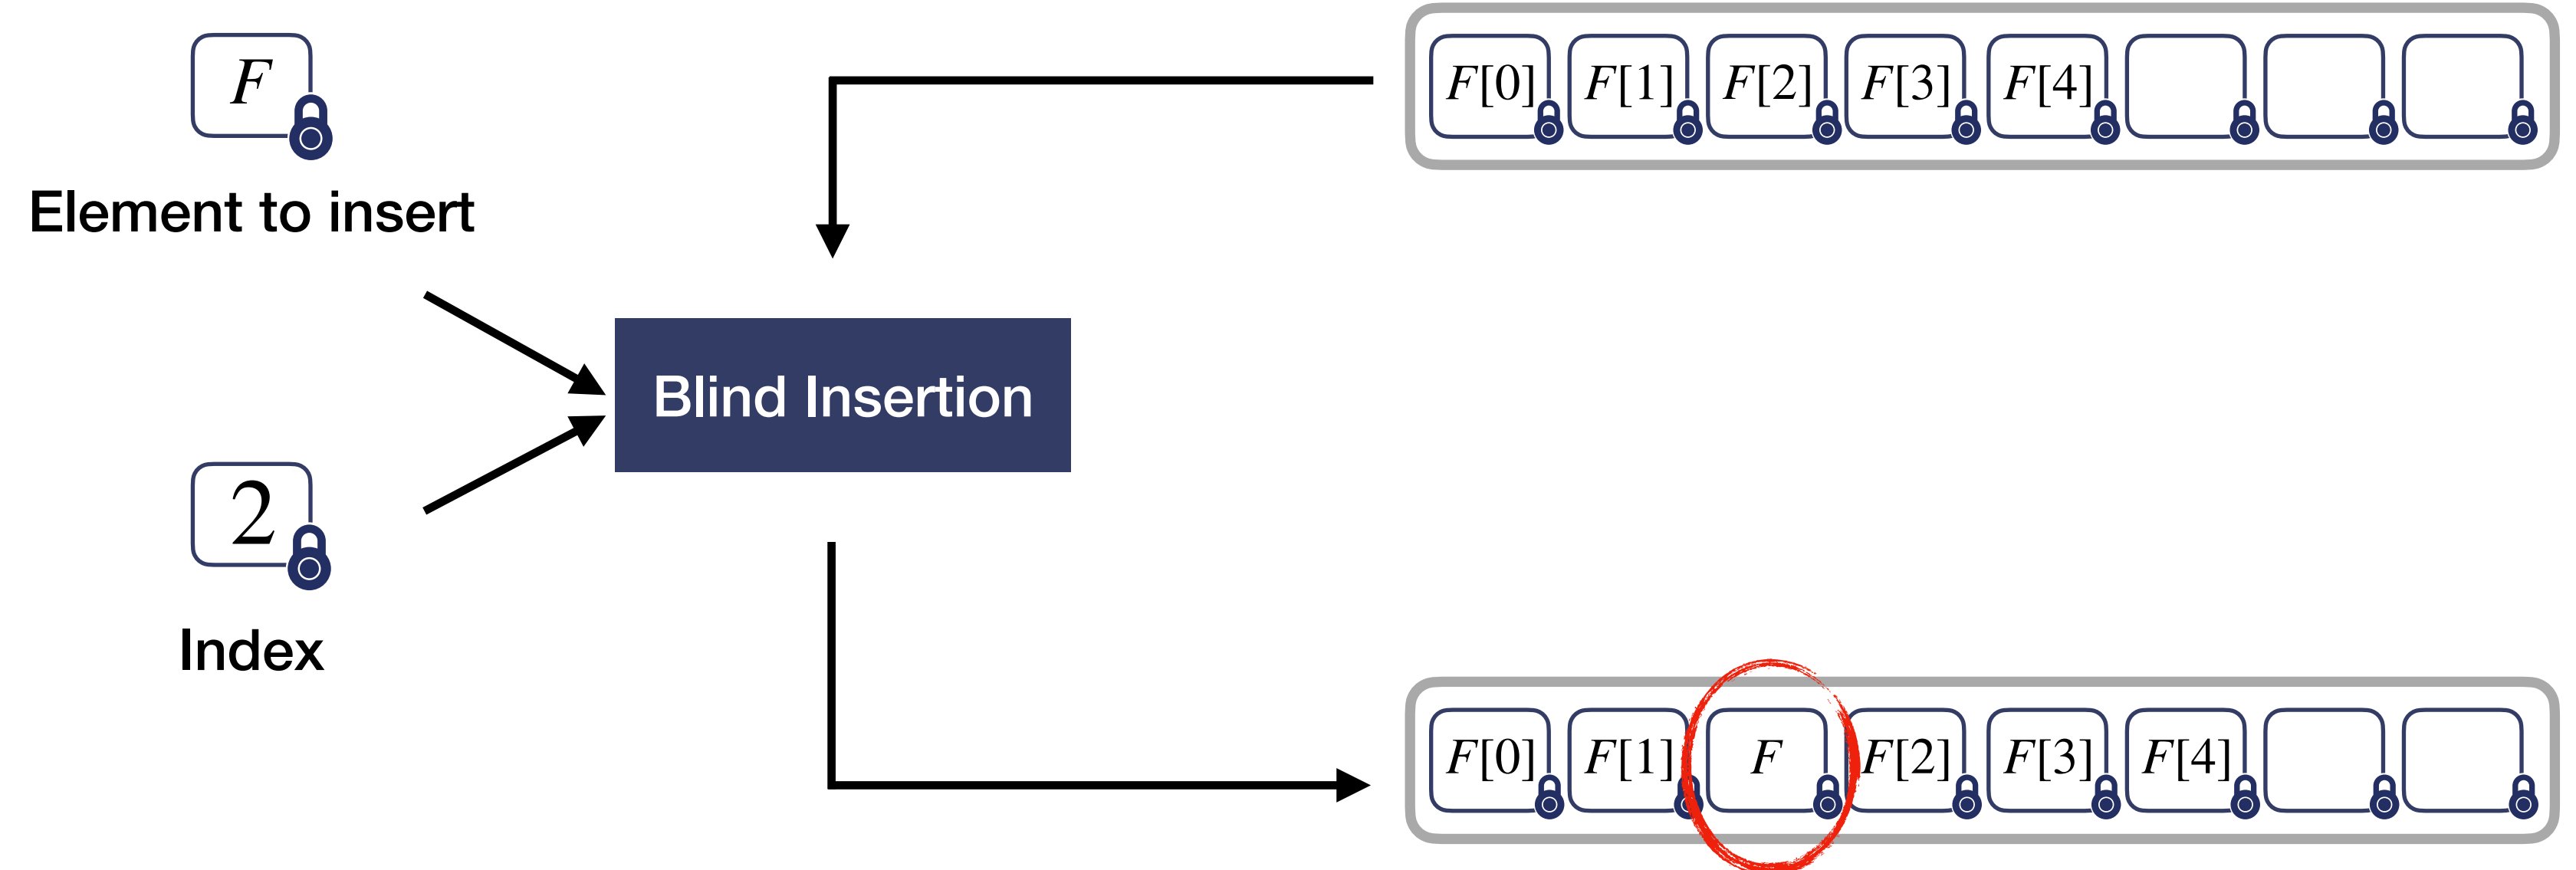 F
Element to insert
F[0] F[1] F[2] F[3] F[4]
Blind Insertion
2
Index
F[0] F[1] F F[2] F[3] F[4]